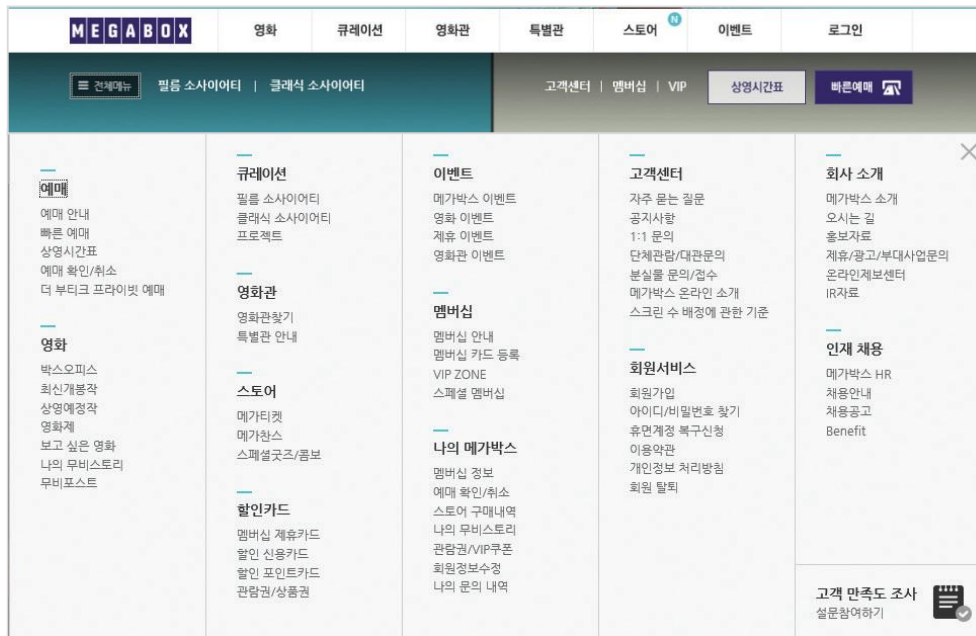 MEGABOX
영화
큐레이션
영화관
특별관
스토어
N
이벤트
로그인
전체메뉴
필름 소사이어티 | 클래식 소사이어티
고객센터 | 멤버십 | VIP
상영시간표
빠른예매
예매
예매 안내
빠른 예매
상영시간표
예매 확인/취소
더 부티크 프라이빗 예매
영화
박스오피스
최신개봉작
상영예정작
영화제
보고 싶은 영화
나의 무비스토리
무비포스트
큐레이션
필름 소사이어티
클래식 소사이어티
프로젝트
영화관
영화관찾기
특별관 안내
스토어
메가티켓
메가찬스
스페셜굿즈/콤보
할인카드
멤버십 제휴카드
할인 신용카드
할인 포인트카드
관람권/상품권
이벤트
메가박스 이벤트
영화 이벤트
제휴 이벤트
영화관 이벤트
멤버십
멤버십 안내
멤버십 카드 등록
VIP ZONE
스페셜 멤버십
나의 메가박스
멤버십 정보
예매 확인/취소
스토어 구매내역
나의 무비스토리
관람권/VIP쿠폰
회원정보수정
나의 문의 내역
고객센터
자주 묻는 질문
공지사항
1:1 문의
단체관람/대관문의
분실물 문의/접수
메가박스 온라인 소개
스크린 수 배정에 관한 기준
회원서비스
회원가입
아이디/비밀번호 찾기
휴면계정 복구신청
이용약관
개인정보 처리방침
회원 탈퇴
회사 소개
메가박스 소개
오시는 길
홍보자료
제휴/광고/부대사업문의
온라인제보센터
IR자료
인재 채용
메가박스 HR
채용안내
채용공고
Benefit
고객 만족도 조사
설문참여하기